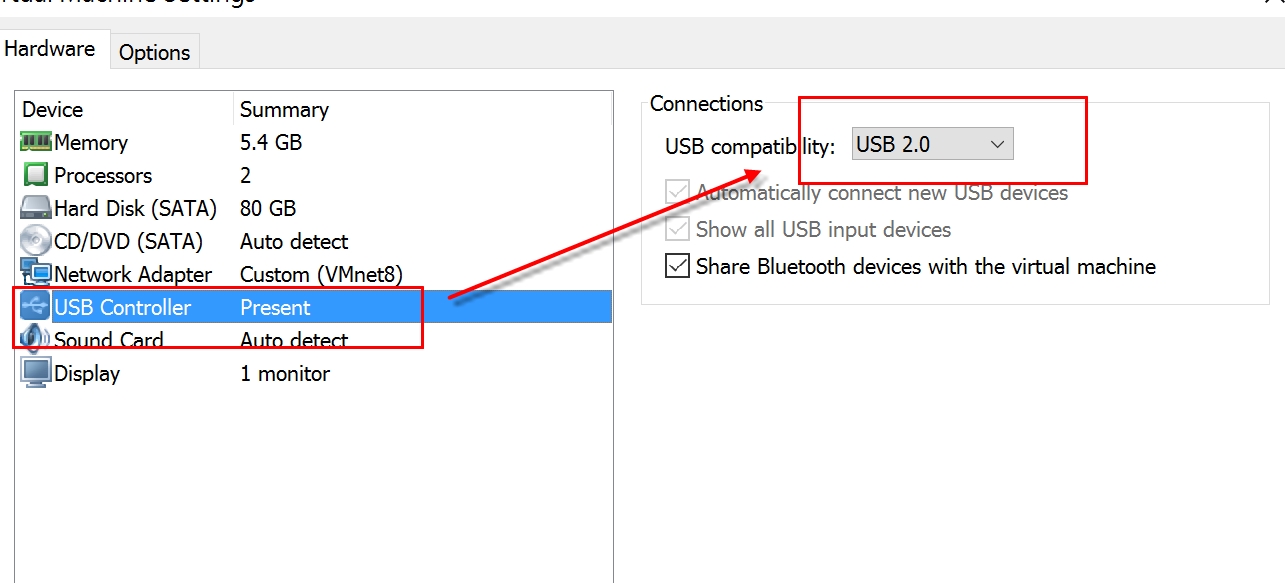 Hardware
Options
Device Summary
Memory 5.4 GB
Processors 2
Hard Disk (SATA) 80 GB
CD/DVD (SATA) Auto detect
Network Adapter Custom (VMnet8)
USB Controller Present
Sound Card Auto detect
Display 1 monitor
Connections
USB compatibility: USB 2.0
Automatically connect new USB devices
Show all USB input devices
Share Bluetooth devices with the virtual machine